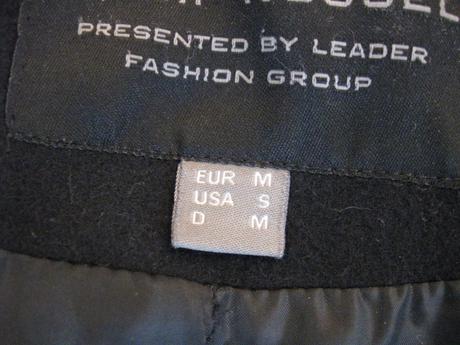 PRESENTED BY LEADER
FASHION GROUP
EUR M
USA S
D M